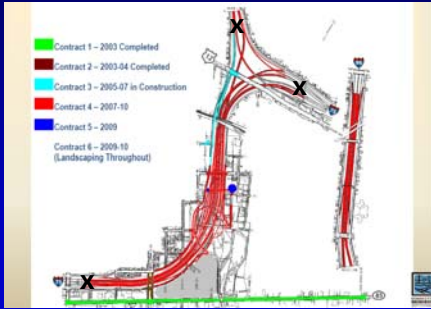 X
Contract 1 – 2003 Completed
Contract 2 – 2003-04 Completed
Contract 3 – 2005-07 in Construction
X
Contract 4 – 2007-10
Contract 5 – 2009
Contract 6 – 2009-10
(Landscaping Throughout)
X